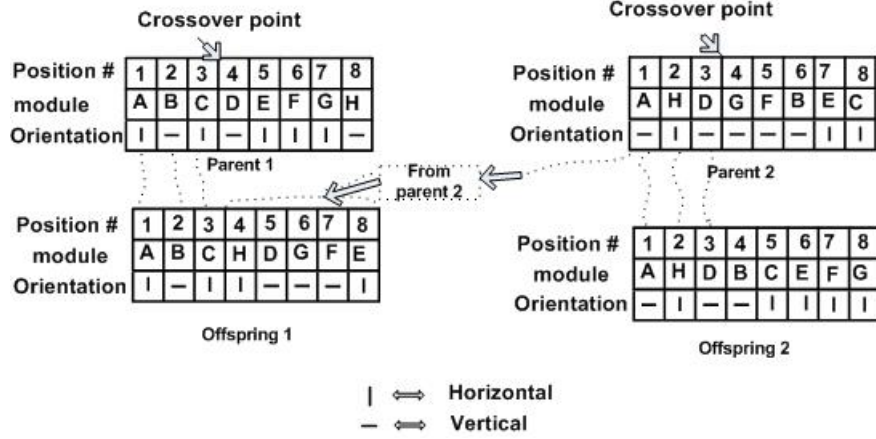 Crossover point
Position # 1 2 3 4 5 6 7 8
module A B C D E F G H
Orientation | – | – | | | –
Parent 1
Crossover point
Position # 1 2 3 4 5 6 7 8
module A H D G F B E C
Orientation – | – – – – | |
Parent 2
From
parent 2
Position # 1 2 3 4 5 6 7 8
module A B C H D G F E
Orientation | – | | – – – |
Offspring 1
Position # 1 2 3 4 5 6 7 8
module A H D B C E F G
Orientation – | – – | | | |
Offspring 2
| ⇔ Horizontal
– ⇔ Vertical